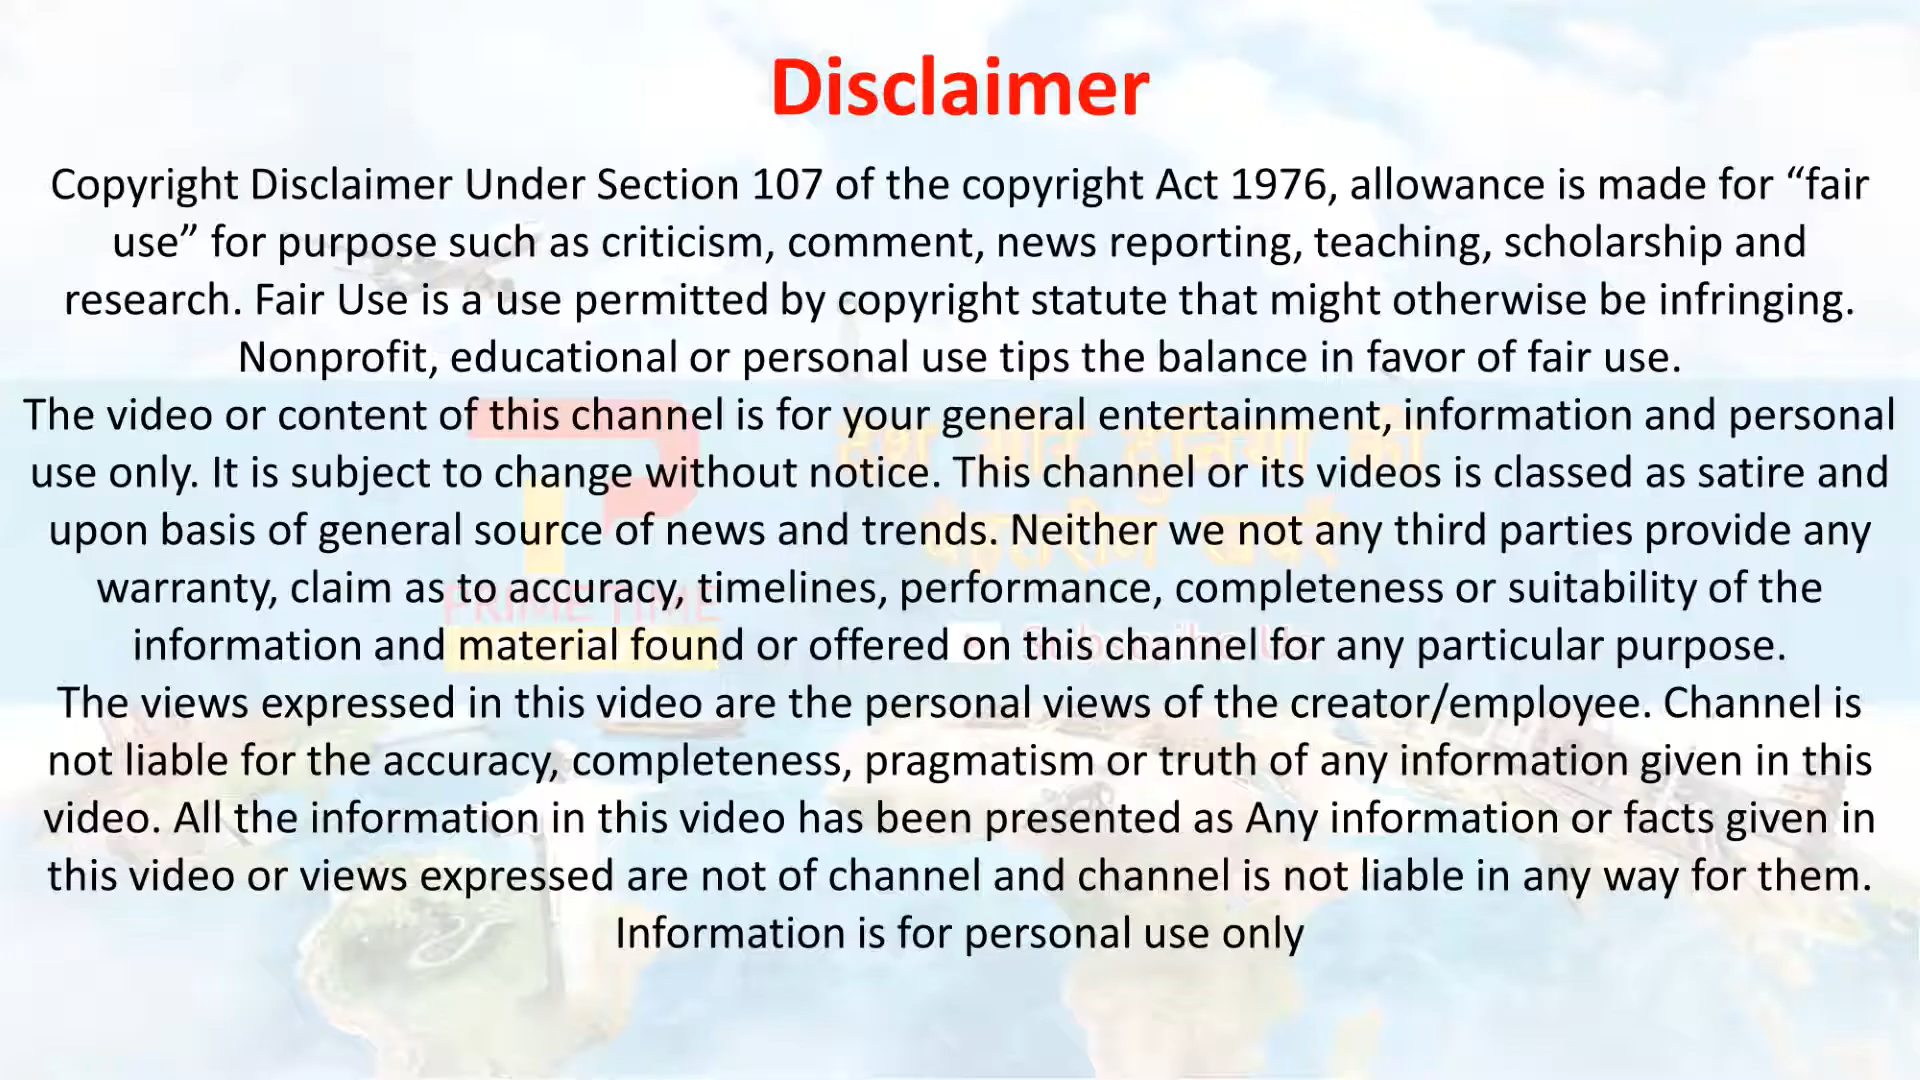 Disclaimer
Copyright Disclaimer Under Section 107 of the copyright Act 1976, allowance is made for “fair
use” for purpose such as criticism, comment, news reporting, teaching, scholarship and
research. Fair Use is a use permitted by copyright statute that might otherwise be infringing.
Nonprofit, educational or personal use tips the balance in favor of fair use.
The video or content of this channel is for your general entertainment, information and personal
use only. It is subject to change without notice. This channel or its videos is classed as satire and
upon basis of general source of news and trends. Neither we not any third parties provide any
warranty, claim as to accuracy, timelines, performance, completeness or suitability of the
information and material found or offered on this channel for any particular purpose.
The views expressed in this video are the personal views of the creator/employee. Channel is
not liable for the accuracy, completeness, pragmatism or truth of any information given in this
video. All the information in this video has been presented as Any information or facts given in
this video or views expressed are not of channel and channel is not liable in any way for them.
Information is for personal use only
देश और दुनिया की
बेहतरीन खबरें
PRIME TIME
Subscribe Us